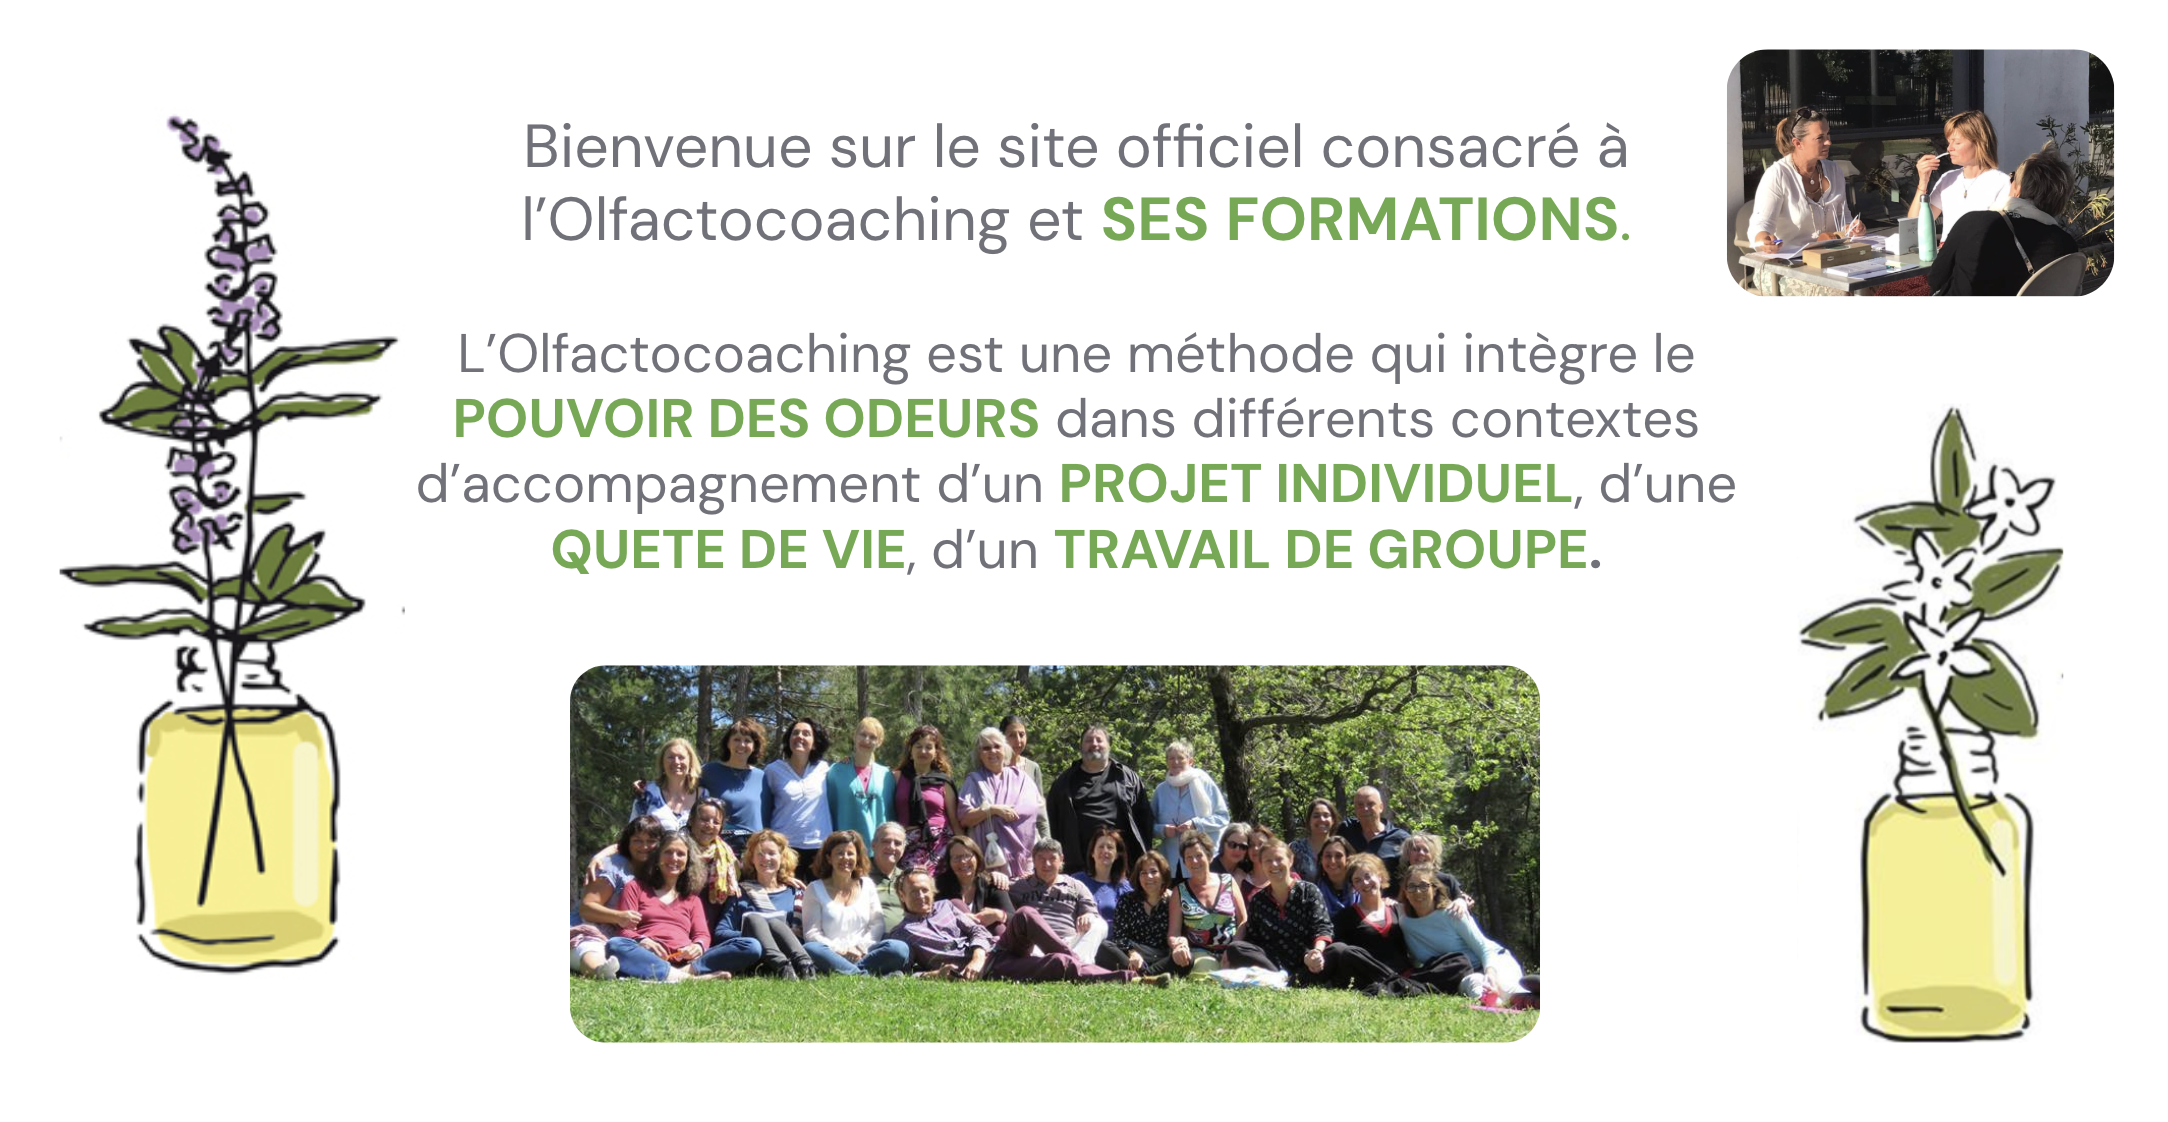 Bienvenue sur le site officiel consacré à
l’Olfactocoaching et SES FORMATIONS.
L’Olfactocoaching est une méthode qui intègre le
POUVOIR DES ODEURS dans différents contextes
d’accompagnement d’un PROJET INDIVIDUEL, d’une
QUETE DE VIE, d’un TRAVAIL DE GROUPE.